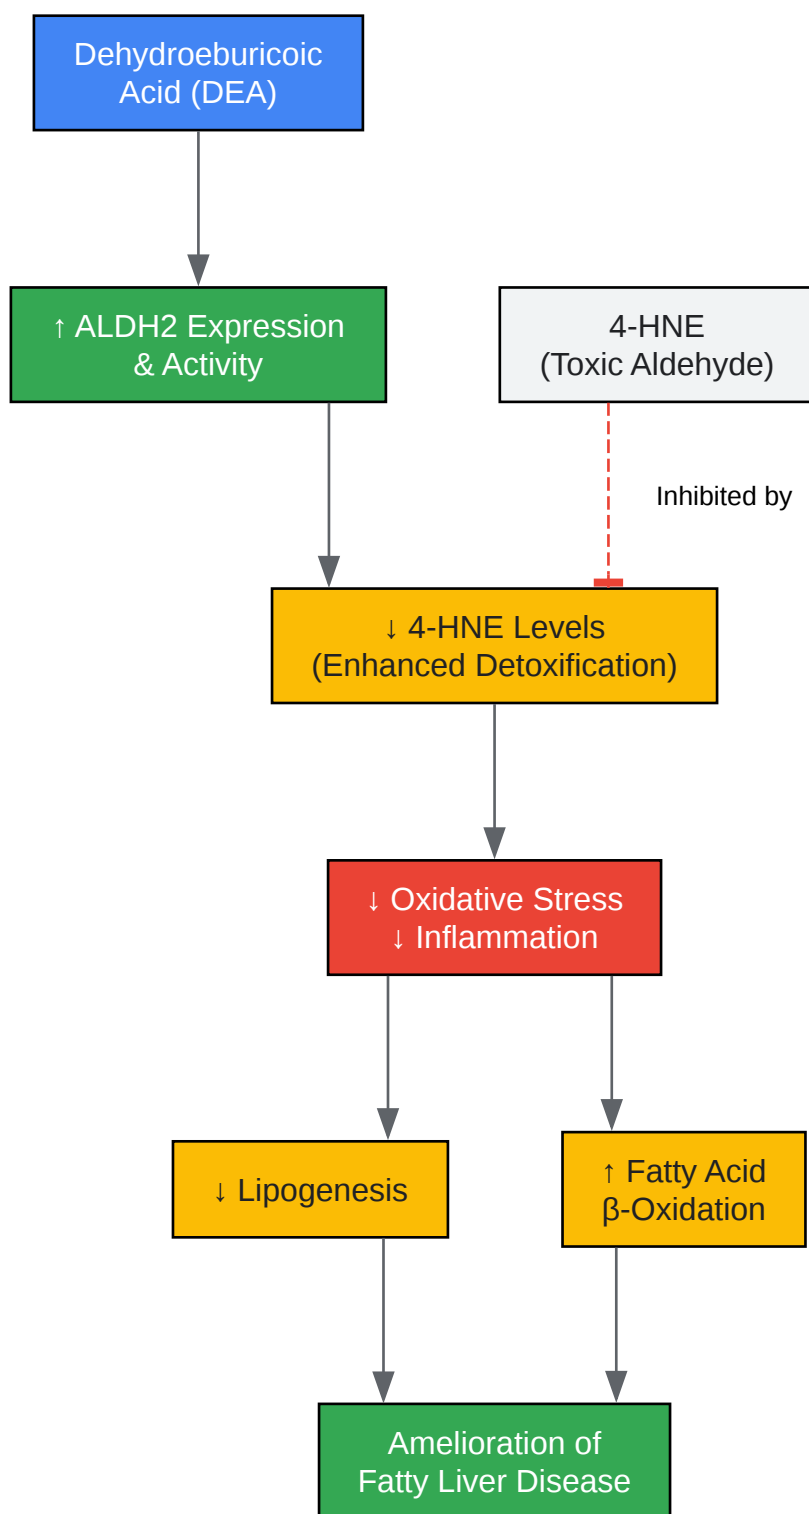 Dehydroeburicoic
Acid (DEA)
↑ ALDH2 Expression
& Activity
4-HNE
(Toxic Aldehyde)
Inhibited by
↓ 4-HNE Levels
(Enhanced Detoxification)
↓ Oxidative Stress
↓ Inflammation
↓ Lipogenesis
↑ Fatty Acid
β-Oxidation
Amelioration of
Fatty Liver Disease